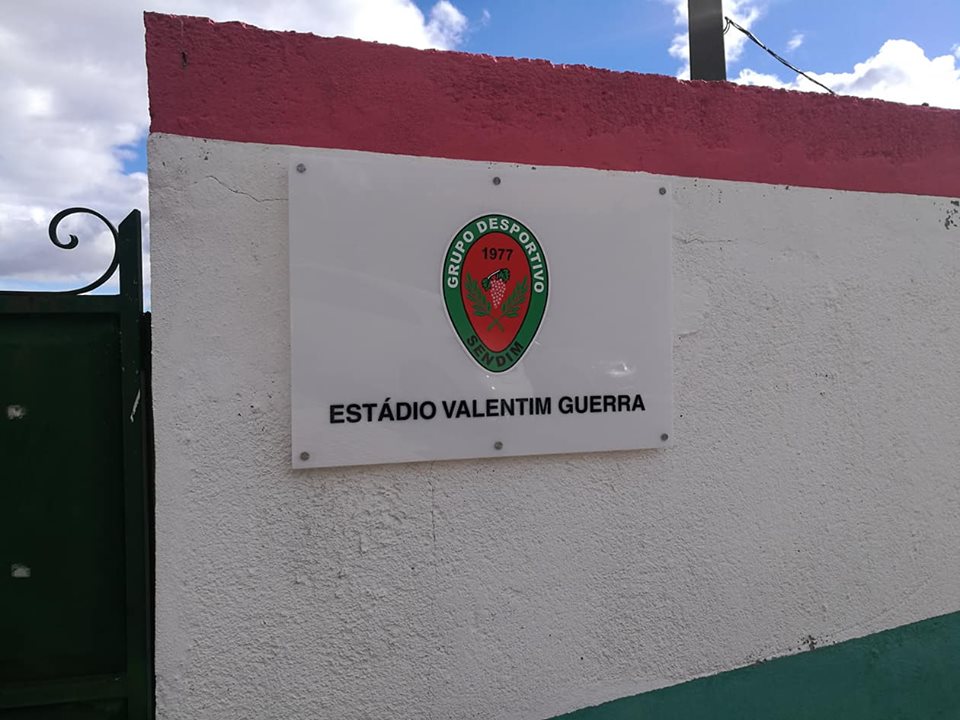 GRUPO DESPORTIVO
1977
SENDIM
ESTÁDIO VALENTIM GUERRA